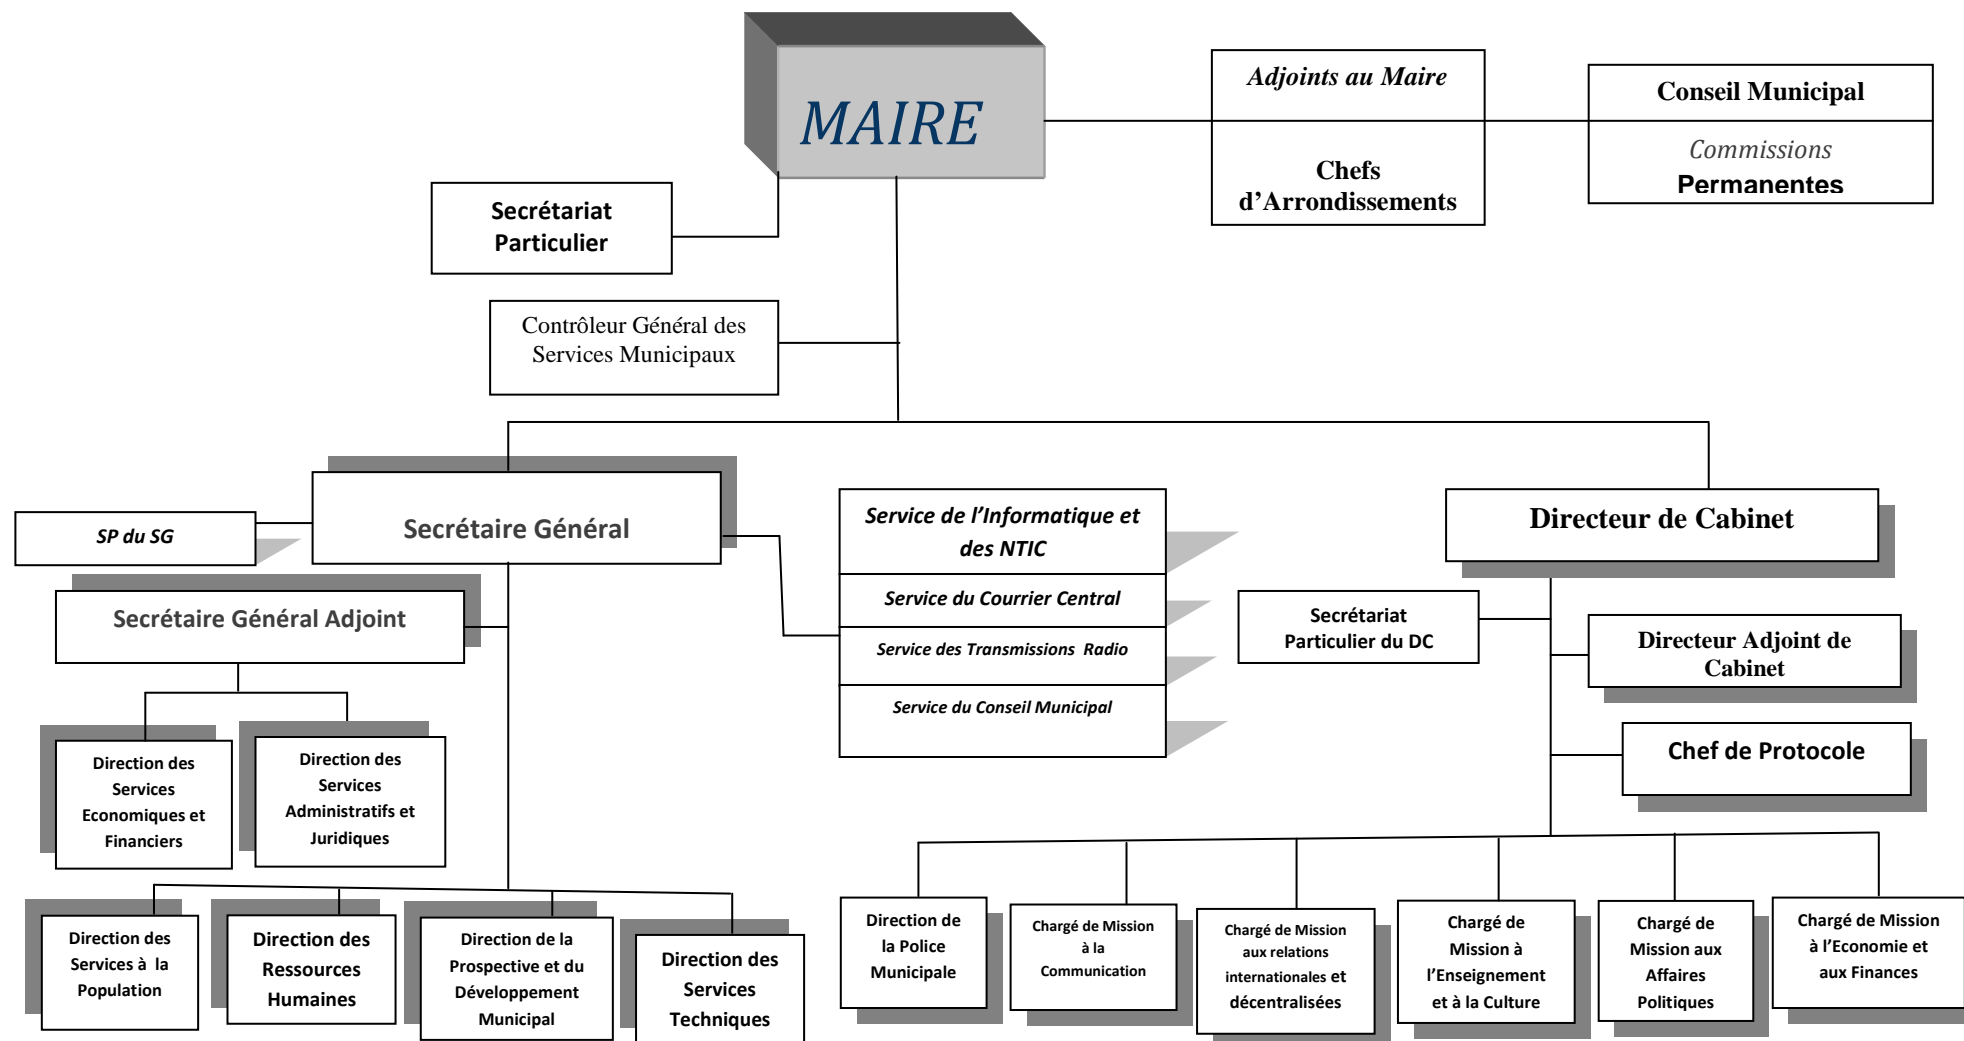 MAIRE
Adjoints au Maire
Chefs
d’Arrondissements
Conseil Municipal
Commissions
Permanentes
Secrétariat
Particulier
Contrôleur Général des
Services Municipaux
SP du SG
Secrétaire Général
Service de l’Informatique et
des NTIC
Service du Courrier Central
Service des Transmissions Radio
Service du Conseil Municipal
Directeur de Cabinet
Secrétaire Général Adjoint
Secrétariat
Particulier du DC
Directeur Adjoint de
Cabinet
Chef de Protocole
Direction des
Services
Economiques et
Financiers
Direction des
Services
Administratifs et
Juridiques
Direction des
Services à la
Population
Direction des
Ressources
Humaines
Direction de la
Prospective et du
Développement
Municipal
Direction des
Services
Techniques
Direction de
la Police
Municipale
Chargé de Mission
à la
Communication
Chargé de Mission
aux relations
internationales et
décentralisées
Chargé de
Mission à
l’Enseignement
et à la Culture
Chargé de
Mission aux
Affaires
Politiques
Chargé de Mission
à l’Economie et
aux Finances